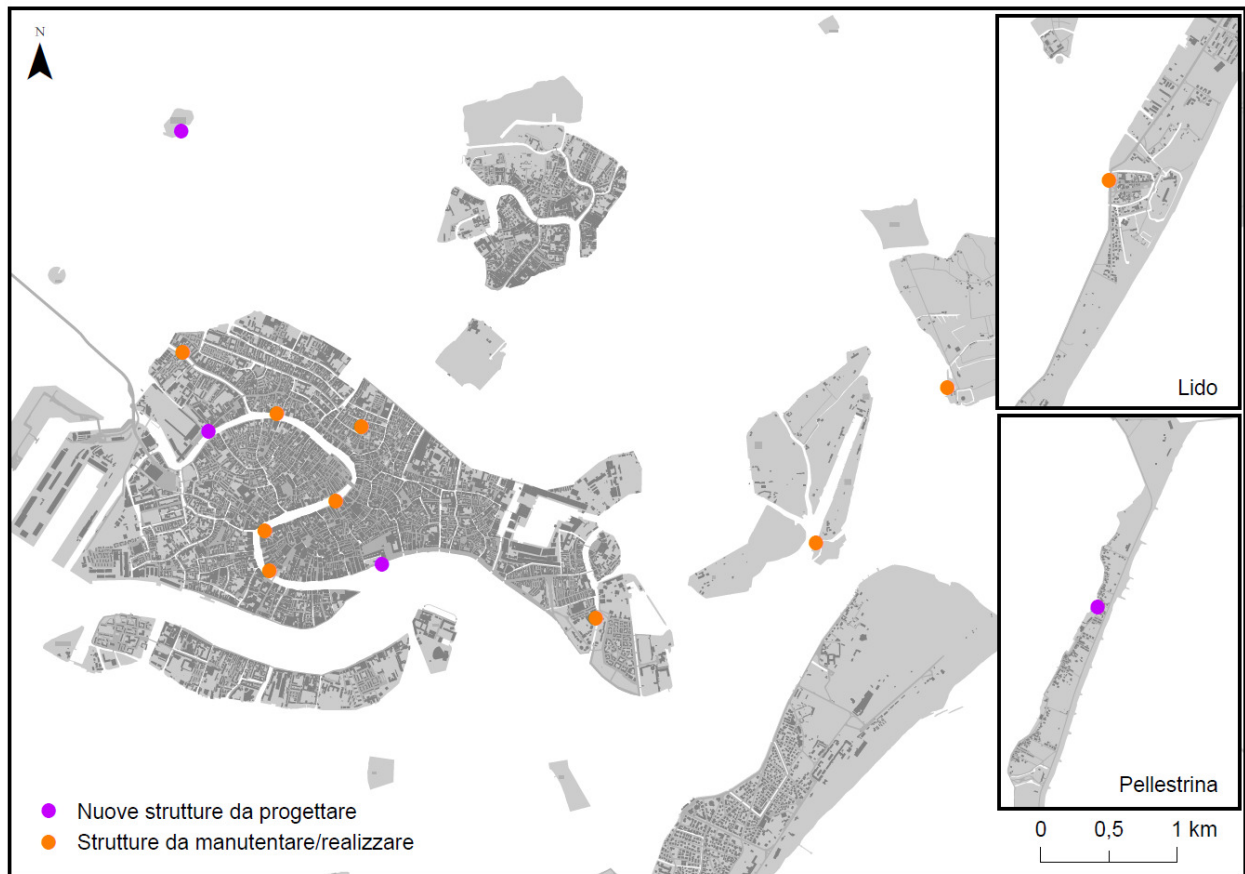 N
Lido
Pellestrina
Nuove strutture da progettare
Strutture da manutentare/realizzare
0 0,5 1 km